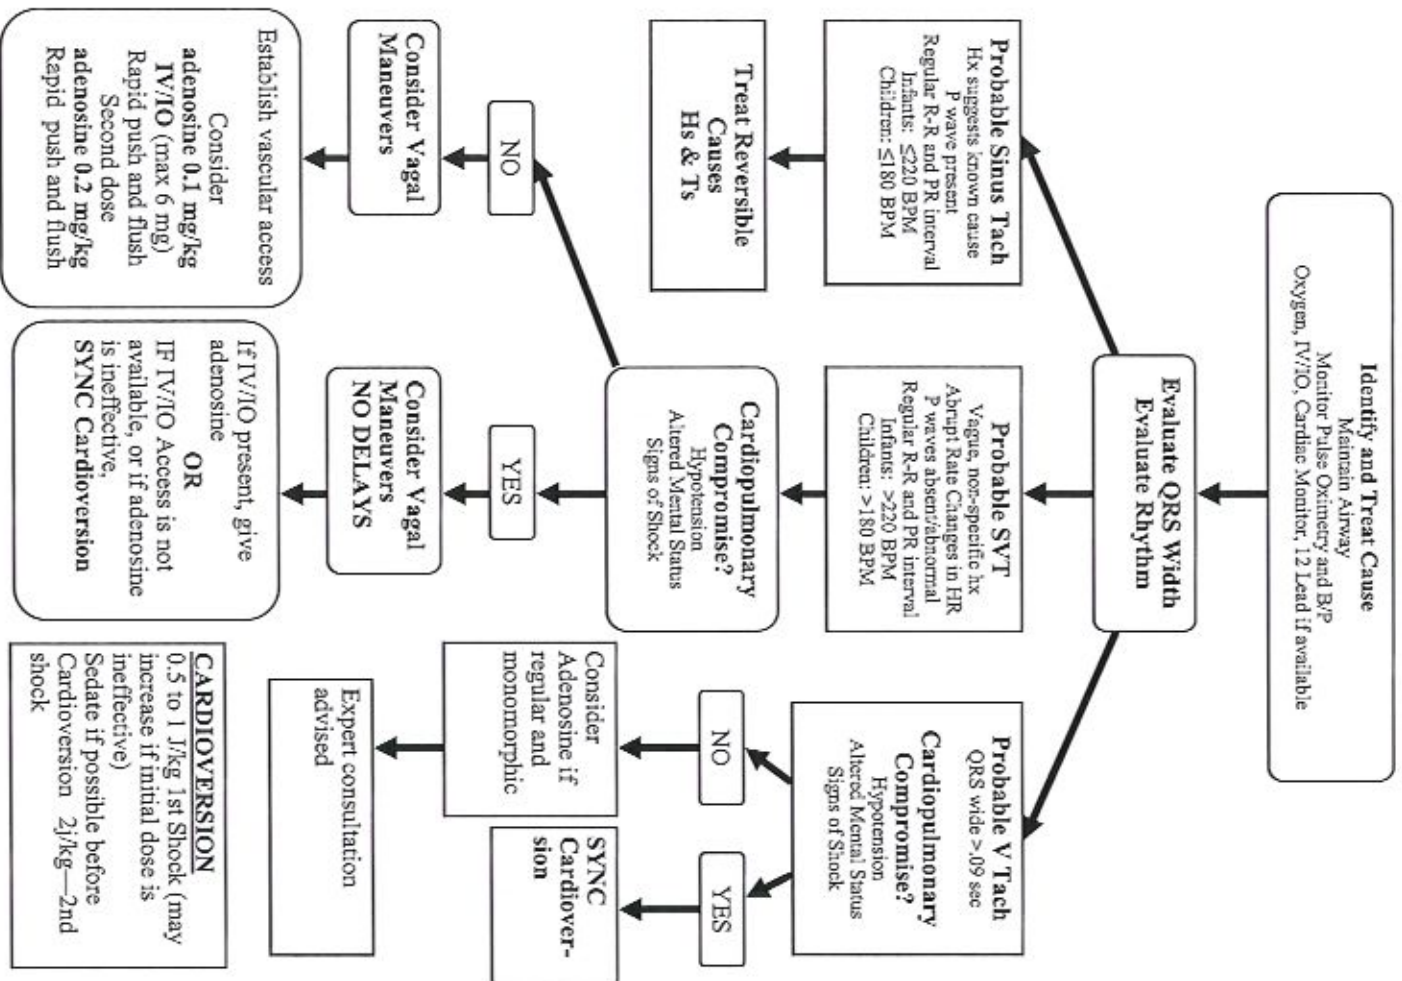 Identify and Treat Cause
Maintain Airway
Monitor Pulse Oximetry and B/P
Oxygen, IV/IO, Cardiac Monitor, 12 Lead if available
Evaluate QRS Width
Evaluate Rhythm
Probable Sinus Tach
Hx suggests known cause
P wave present
Regular R-R and PR interval
Infants: ≤220 BPM
Children: ≤180 BPM
Treat Reversible
Causes
Hs & Ts
Probable SVT
Vague, non-specific hx
Abrupt Rate Changes in HR
P waves absent/abnormal
Regular R-R and PR interval
Infants: >220 BPM
Children: >180 BPM
Cardiopulmonary
Compromise?
Hypotension
Altered Mental Status
Signs of Shock
NO
Consider Vagal
Maneuvers
Establish vascular access
Consider
adenosine 0.1 mg/kg
IV/IO (max 6 mg)
Rapid push and flush
Second dose
adenosine 0.2 mg/kg
Rapid push and flush
YES
Consider Vagal
Maneuvers
NO DELAYS
If IV/IO present, give
adenosine
OR
IF IV/IO Access is not
available, or if adenosine
is ineffective,
SYNC Cardioversion
Probable V Tach
QRS wide >.09 sec
Cardiopulmonary
Compromise?
Hypotension
Altered Mental Status
Signs of Shock
NO
Consider
Adenosine if
regular and
monomorphic
Expert consultation
advised
YES
SYNC
Cardiover-
sion
CARDIOVERSION
0.5 to 1 J/kg 1st Shock (may
increase if initial dose is
ineffective)
Sedate if possible before
Cardioversion 2j/kg—2nd
shock